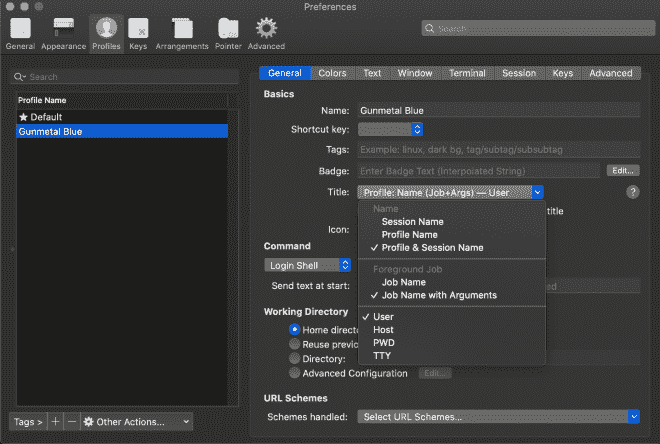 Preferences
General Appearance Profiles Keys Arrangements Pointer Advanced
Search
Search
General Colors Text Window Terminal Session Keys Advanced
Profile Name
★ Default
Gunmetal Blue
Basics
Name: Gunmetal Blue
Shortcut key:
Tags: Example: linux, dark bg, tag/subtag/subsubtag
Badge: Enter Badge Text (Interpolated String) Edit...
Title: Profile: Name (Job+Args) — User ?
Name
Session Name title
Profile Name
Icon:
✓ Profile & Session Name
Command
Foreground Job
Login Shell
Job Name
Send text at start:
✓ Job Name with Arguments
Working Directory
✓ User
Home direct
Host
Reuse previo
PWD
Directory:
TTY
Advanced Configuration Edit...
URL Schemes
Schemes handled: Select URL Schemes...
Tags > + − Other Actions...